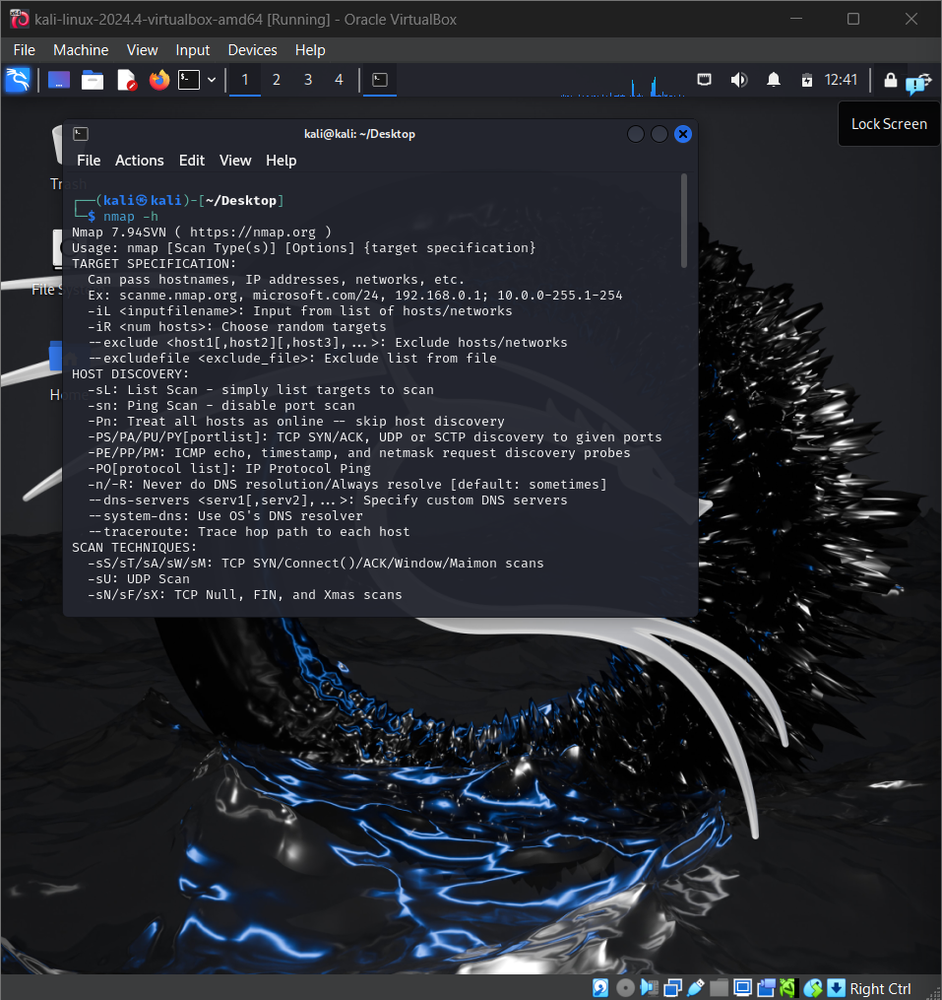 kali-linux-2024.4-virtualbox-amd64 [Running] - Oracle VirtualBox
File Machine View Input Devices Help
1 2 3 4 12:41
Lock Screen
kali@kali: ~/Desktop
File Actions Edit View Help
Trash
File Sys
Home
┌──(kali㉿kali)-[~/Desktop]
└─$ nmap -h
Nmap 7.94SVN ( https://nmap.org )
Usage: nmap [Scan Type(s)] [Options] {target specification}
TARGET SPECIFICATION:
  Can pass hostnames, IP addresses, networks, etc.
  Ex: scanme.nmap.org, microsoft.com/24, 192.168.0.1; 10.0.0-255.1-254
  -iL <inputfilename>: Input from list of hosts/networks
  -iR <num hosts>: Choose random targets
  --exclude <host1[,host2][,host3],...>: Exclude hosts/networks
  --excludefile <exclude_file>: Exclude list from file
HOST DISCOVERY:
  -sL: List Scan - simply list targets to scan
  -sn: Ping Scan - disable port scan
  -Pn: Treat all hosts as online -- skip host discovery
  -PS/PA/PU/PY[portlist]: TCP SYN/ACK, UDP or SCTP discovery to given ports
  -PE/PP/PM: ICMP echo, timestamp, and netmask request discovery probes
  -PO[protocol list]: IP Protocol Ping
  -n/-R: Never do DNS resolution/Always resolve [default: sometimes]
  --dns-servers <serv1[,serv2],...>: Specify custom DNS servers
  --system-dns: Use OS's DNS resolver
  --traceroute: Trace hop path to each host
SCAN TECHNIQUES:
  -sS/sT/sA/sW/sM: TCP SYN/Connect()/ACK/Window/Maimon scans
  -sU: UDP Scan
  -sN/sF/sX: TCP Null, FIN, and Xmas scans
Right Ctrl